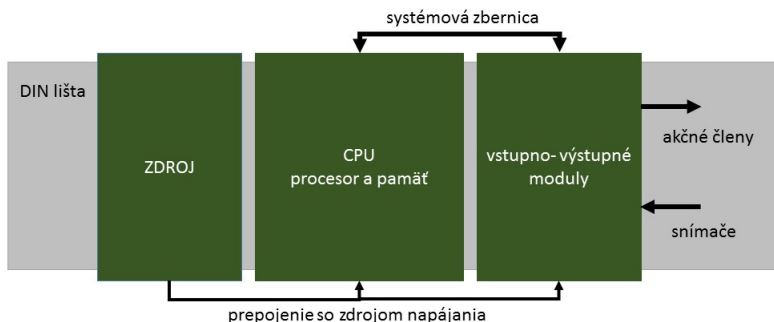 systémová zbernica
DIN lišta
ZDROJ
CPU
procesor a pamäť
vstupno- výstupné
moduly
akčné členy
snímače
prepojenie so zdrojom napájania